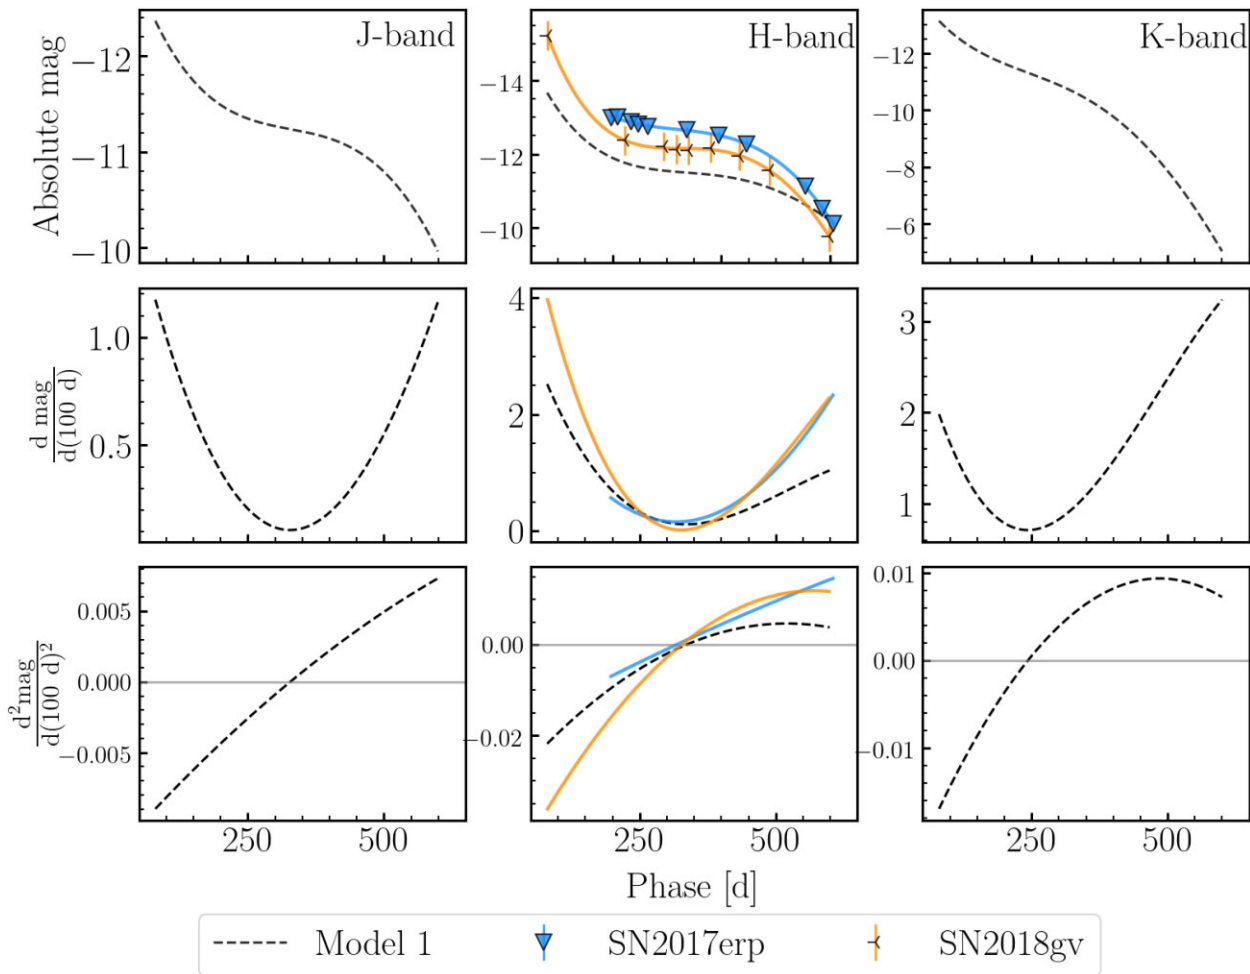 J-band
H-band
K-band
Absolute mag
−12
−11
−10
−14
−12
−10
−12
−10
−8
−6
d mag
d(100 d)
1.0
0.5
4
2
0
3
2
1
d²mag
d(100 d)²
0.005
0.000
−0.005
0.00
−0.02
0.01
0.00
−0.01
250
500
250
500
250
500
Phase [d]
Model 1
SN2017erp
SN2018gv